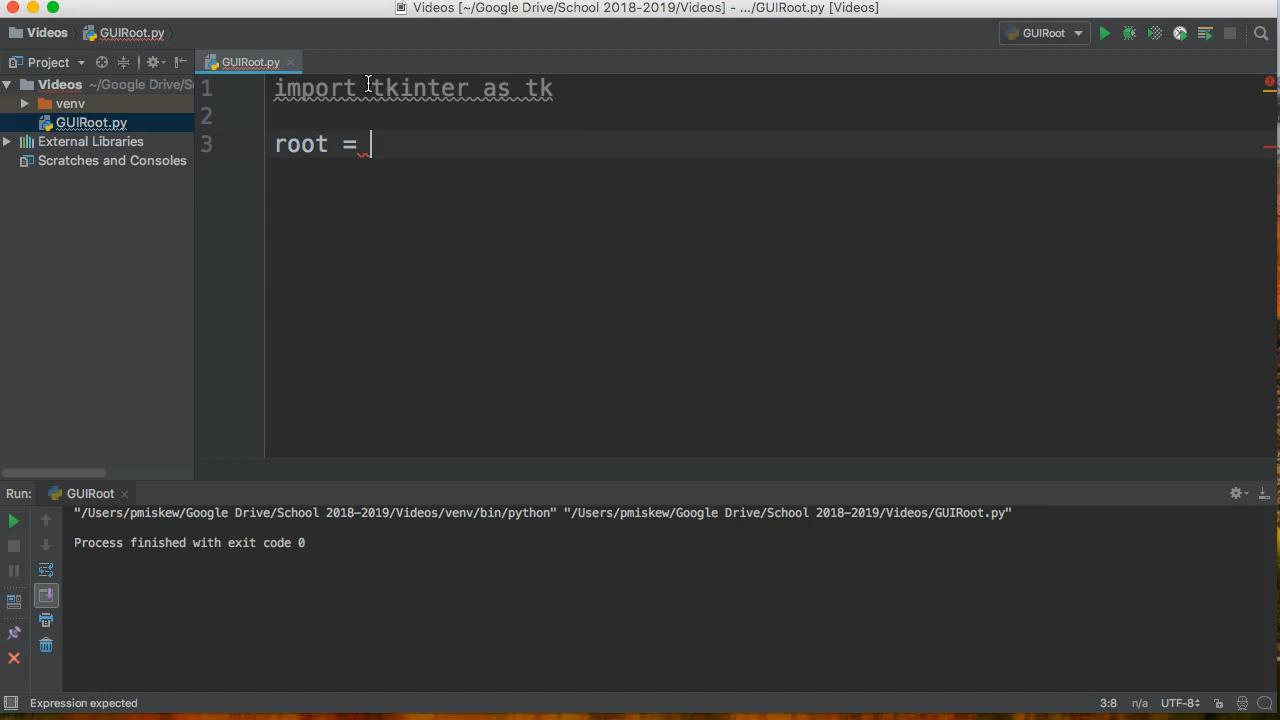 Videos [~/Google Drive/School 2018-2019/Videos] - .../GUIRoot.py [Videos]
Videos GUIRoot.py GUIRoot
Project GUIRoot.py
Videos ~/Google Drive/S
venv
GUIRoot.py
External Libraries
Scratches and Consoles
1 import tkinter as tk
2
3 root =
Run: GUIRoot
"/Users/pmiskew/Google Drive/School 2018-2019/Videos/venv/bin/python" "/Users/pmiskew/Google Drive/School 2018-2019/Videos/GUIRoot.py"
Process finished with exit code 0
Expression expected 3:8 n/a UTF-8